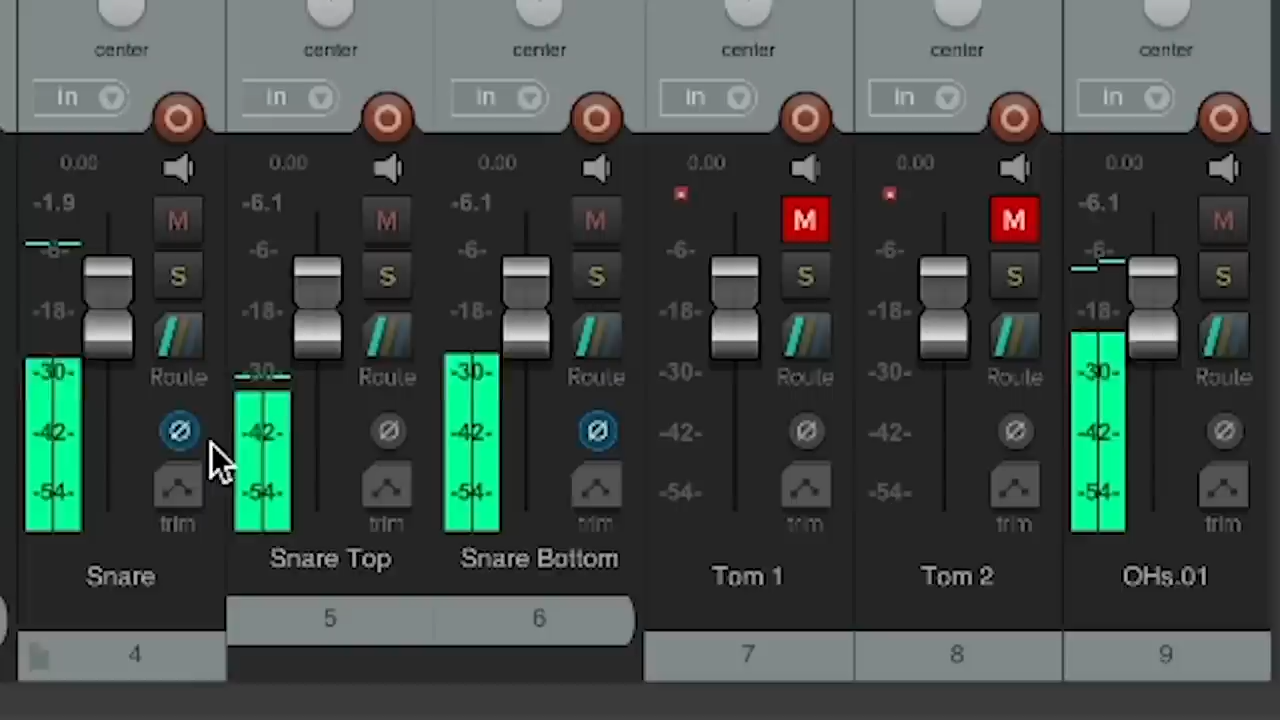 center center center center center center
in in in in in in
0.00 0.00 0.00 0.00 0.00 0.00
-1.9 -6.1 -6.1 -6.1
M M M M M M
-6- -6- -6- -6- -6- -6-
S S S S S S
-18- -18- -18- -18- -18- -18-
-30- -30- -30- -30- -30- -30-
Route Route Route Route Route Route
-42- -42- -42- -42- -42- -42-
-54- -54- -54- -54- -54- -54-
trim trim trim trim trim trim
Snare Snare Top Snare Bottom Tom 1 Tom 2 OHs.01
4 5 6 7 8 9